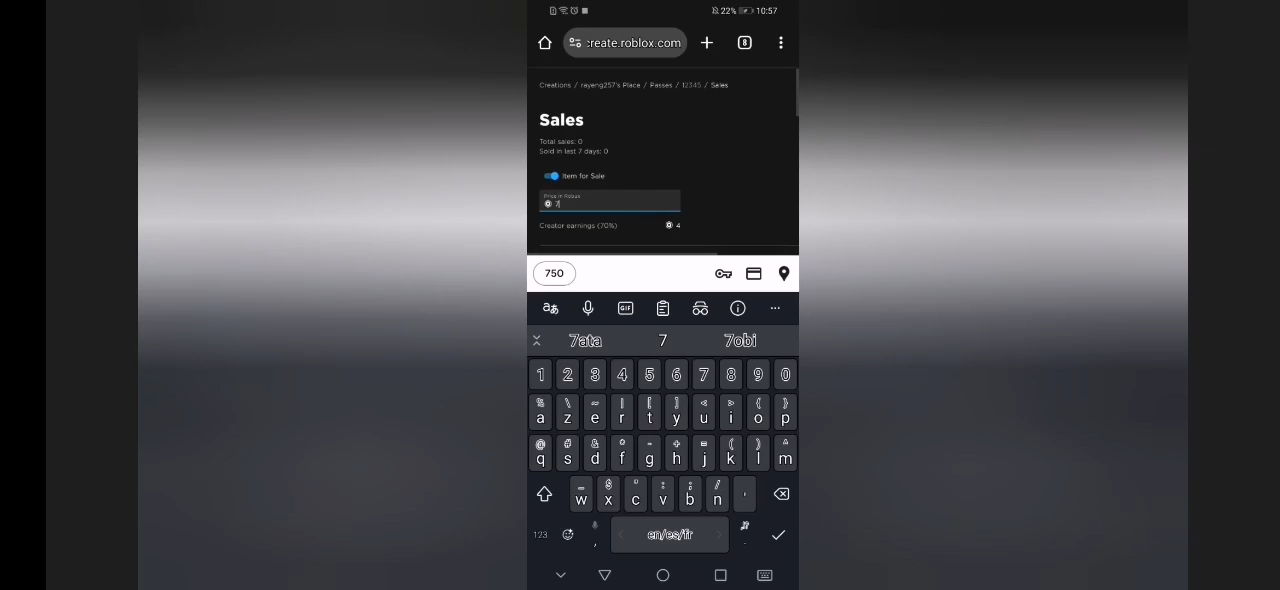 22% 10:57
create.roblox.com 8
Creations / rayeng257's Place / Passes / 12345 / Sales
Sales
Total sales: 0
Sold in last 7 days: 0
Item for Sale
Price in Robux
7
Creator earnings (70%) 4
750
GIF
7ata 7 7obi
1 2 3 4 5 6 7 8 9 0
% \ ~ | [ ] < > { }
a z e r t y u i o p
@ # & * - + = ( ) ^
q s d f g h j k l m
_ $ " : ; /
w x c v b n '
123 , en/es/fr .